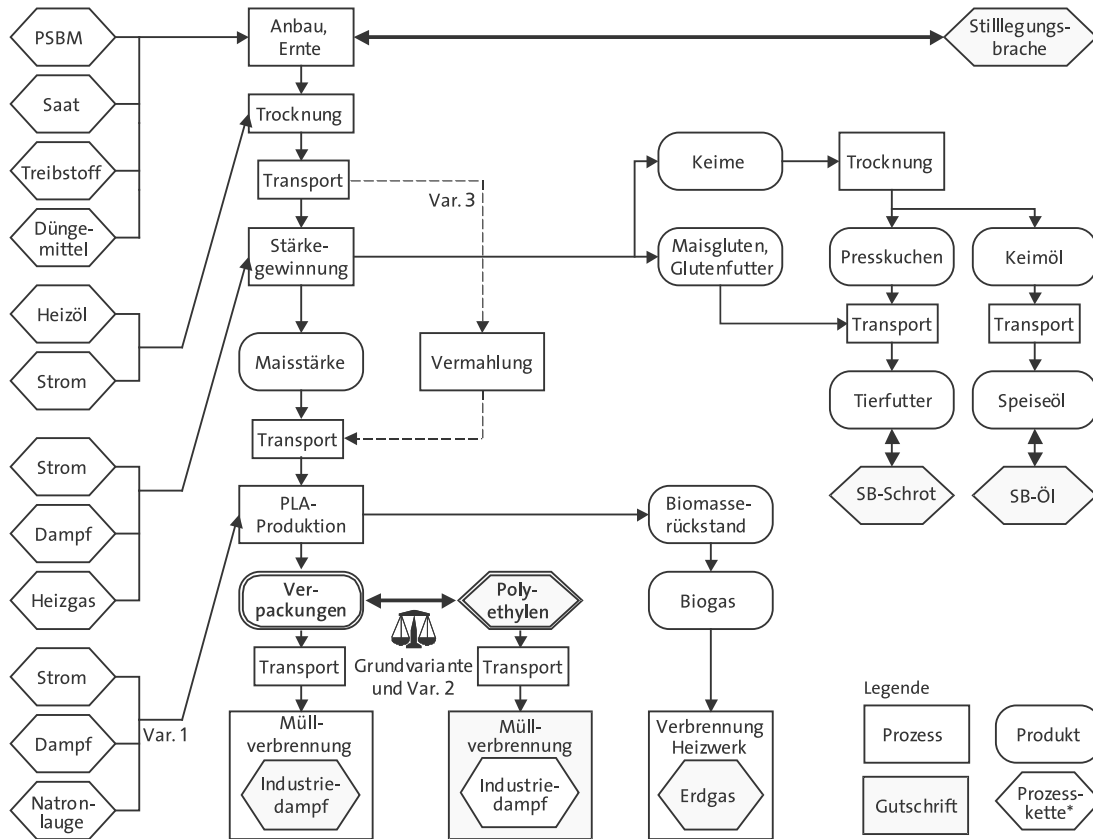 PSBM
Saat
Treibstoff
Dünge-
mittel
Heizöl
Strom
Strom
Dampf
Heizgas
Strom
Dampf
Natron-
lauge
Var. 1
Anbau,
Ernte
Trocknung
Transport
Var. 3
Stärke-
gewinnung
Maisstärke
Vermahlung
Transport
PLA-
Produktion
Ver-
packungen
Poly-
ethylen
Grundvariante
und Var. 2
Transport
Transport
Müll-
verbrennung
Industrie-
dampf
Müll-
verbrennung
Industrie-
dampf
Stilllegungs-
brache
Keime
Trocknung
Maisgluten,
Glutenfutter
Presskuchen
Keimöl
Transport
Transport
Tierfutter
Speiseöl
SB-Schrot
SB-Öl
Biomasse-
rückstand
Biogas
Verbrennung
Heizwerk
Erdgas
Legende
Prozess
Produkt
Gutschrift
Prozess-
kette*